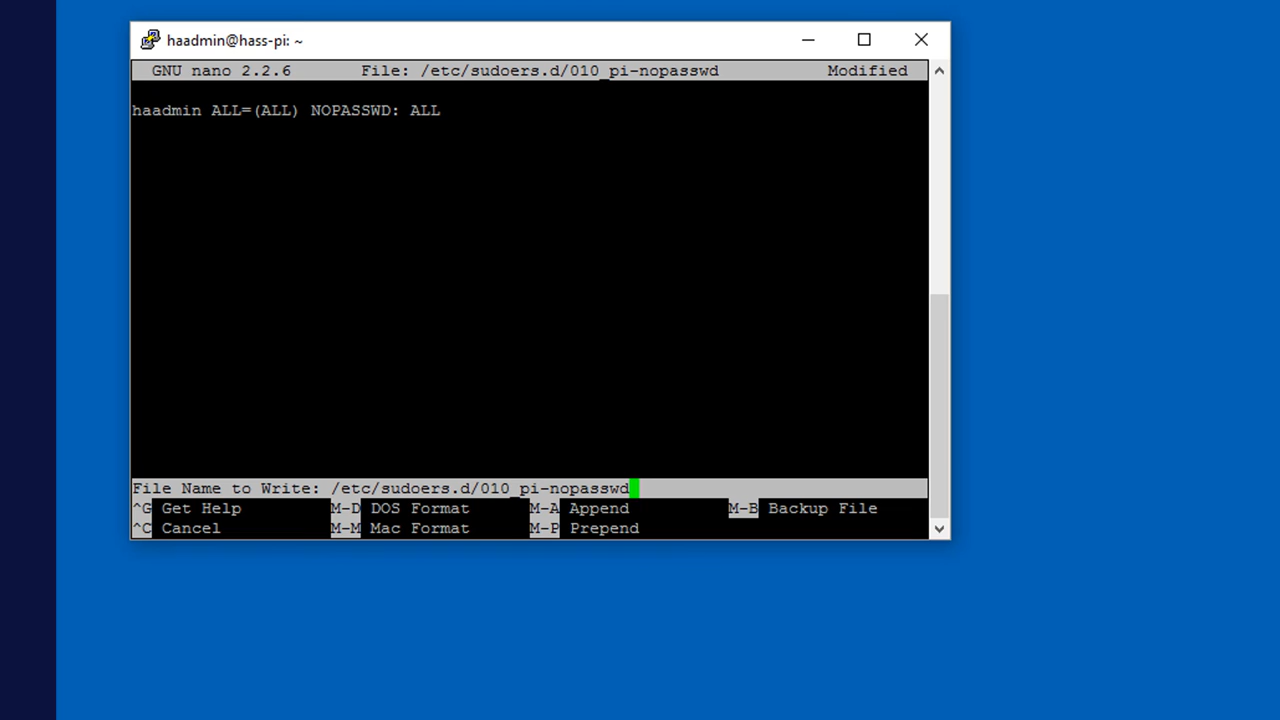 haadmin@hass-pi: ~
GNU nano 2.2.6 File: /etc/sudoers.d/010_pi-nopasswd Modified
haadmin ALL=(ALL) NOPASSWD: ALL
File Name to Write: /etc/sudoers.d/010_pi-nopasswd
^G Get Help M-D DOS Format M-A Append M-B Backup File
^C Cancel M-M Mac Format M-P Prepend